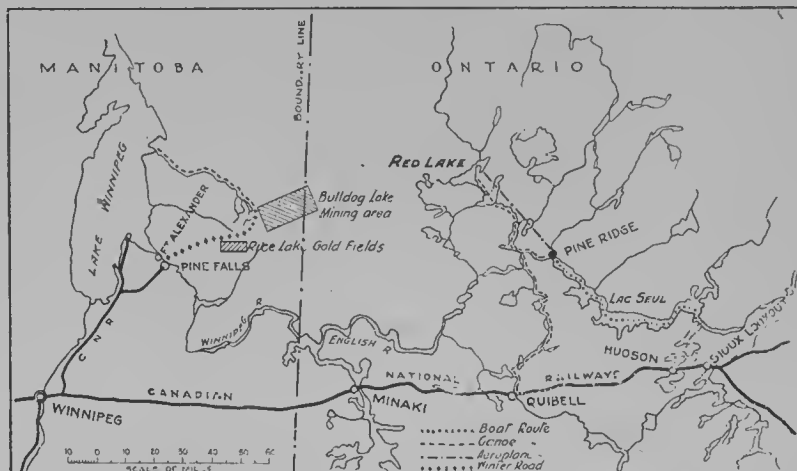 MANITOBA
ONTARIO
BOUNDARY LINE
LAKE WINNIPEG
RED LAKE
Bulldog Lake
Mining area
FT ALEXANDER
Rice Lake Gold Fields
PINE FALLS
PINE RIDGE
LAC SEUL
WINNIPEG R
ENGLISH R
HUDSON
SIOUX LOOKOUT
C N R
CANADIAN NATIONAL RAILWAYS
WINNIPEG
MINAKI
QUIBELL
Boat Route
Canoe "
Aeroplane "
Winter Road
10 0 10 20 30 40 50 60
SCALE OF MILES